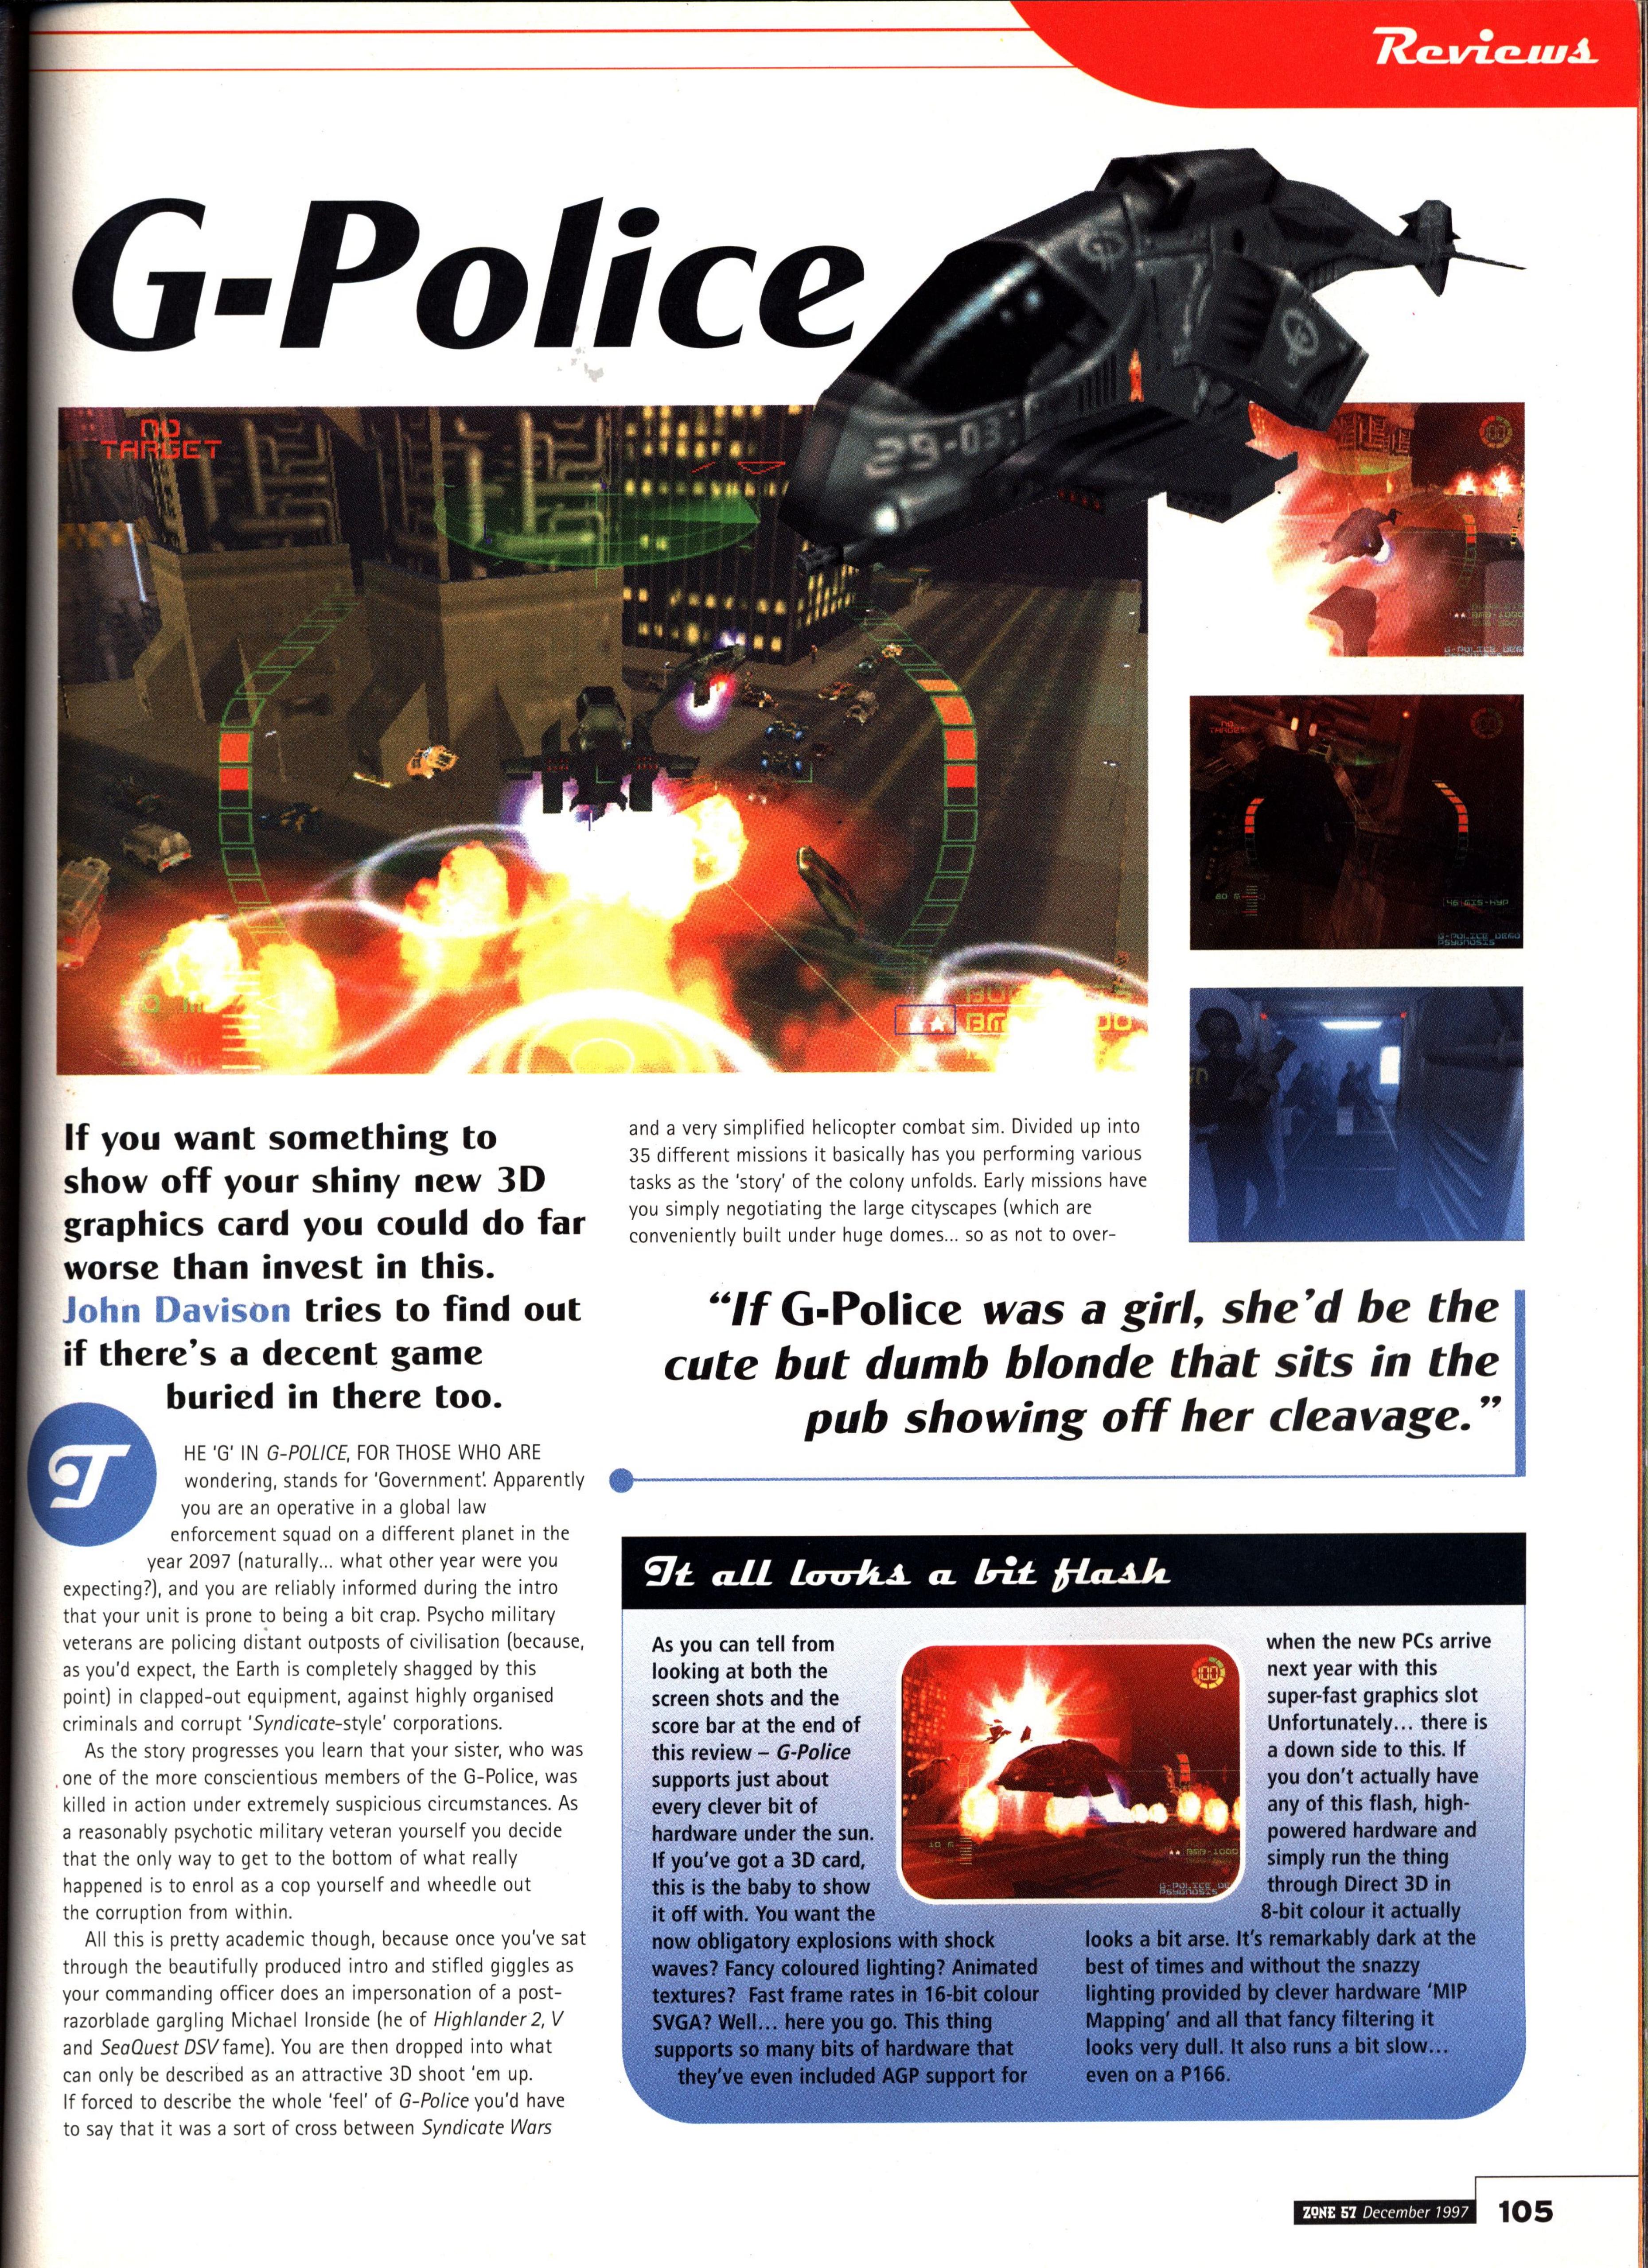 Reviews
G-Police
29-03
NO
TARGET
If you want something to
show off your shiny new 3D
graphics card you could do far
worse than invest in this.
John Davison tries to find out
if there's a decent game
buried in there too.
THE 'G' IN G-POLICE, FOR THOSE WHO ARE
wondering, stands for 'Government'. Apparently
you are an operative in a global law
enforcement squad on a different planet in the
year 2097 (naturally... what other year were you
expecting?), and you are reliably informed during the intro
that your unit is prone to being a bit crap. Psycho military
veterans are policing distant outposts of civilisation (because,
as you'd expect, the Earth is completely shagged by this
point) in clapped-out equipment, against highly organised
criminals and corrupt 'Syndicate-style' corporations.
As the story progresses you learn that your sister, who was
one of the more conscientious members of the G-Police, was
killed in action under extremely suspicious circumstances. As
a reasonably psychotic military veteran yourself you decide
that the only way to get to the bottom of what really
happened is to enrol as a cop yourself and wheedle out
the corruption from within.
All this is pretty academic though, because once you've sat
through the beautifully produced intro and stifled giggles as
your commanding officer does an impersonation of a post-
razorblade gargling Michael Ironside (he of Highlander 2, V
and SeaQuest DSV fame). You are then dropped into what
can only be described as an attractive 3D shoot 'em up.
If forced to describe the whole 'feel' of G-Police you'd have
to say that it was a sort of cross between Syndicate Wars
and a very simplified helicopter combat sim. Divided up into
35 different missions it basically has you performing various
tasks as the 'story' of the colony unfolds. Early missions have
you simply negotiating the large cityscapes (which are
conveniently built under huge domes... so as not to over-
"If G-Police was a girl, she'd be the
cute but dumb blonde that sits in the
pub showing off her cleavage."
It all looks a bit flash
As you can tell from
looking at both the
screen shots and the
score bar at the end of
this review – G-Police
supports just about
every clever bit of
hardware under the sun.
If you've got a 3D card,
this is the baby to show
it off with. You want the
now obligatory explosions with shock
waves? Fancy coloured lighting? Animated
textures? Fast frame rates in 16-bit colour
SVGA? Well... here you go. This thing
supports so many bits of hardware that
they've even included AGP support for
when the new PCs arrive
next year with this
super-fast graphics slot
Unfortunately... there is
a down side to this. If
you don't actually have
any of this flash, high-
powered hardware and
simply run the thing
through Direct 3D in
8-bit colour it actually
looks a bit arse. It's remarkably dark at the
best of times and without the snazzy
lighting provided by clever hardware 'MIP
Mapping' and all that fancy filtering it
looks very dull. It also runs a bit slow...
even on a P166.
ZONE 57 December 1997 105